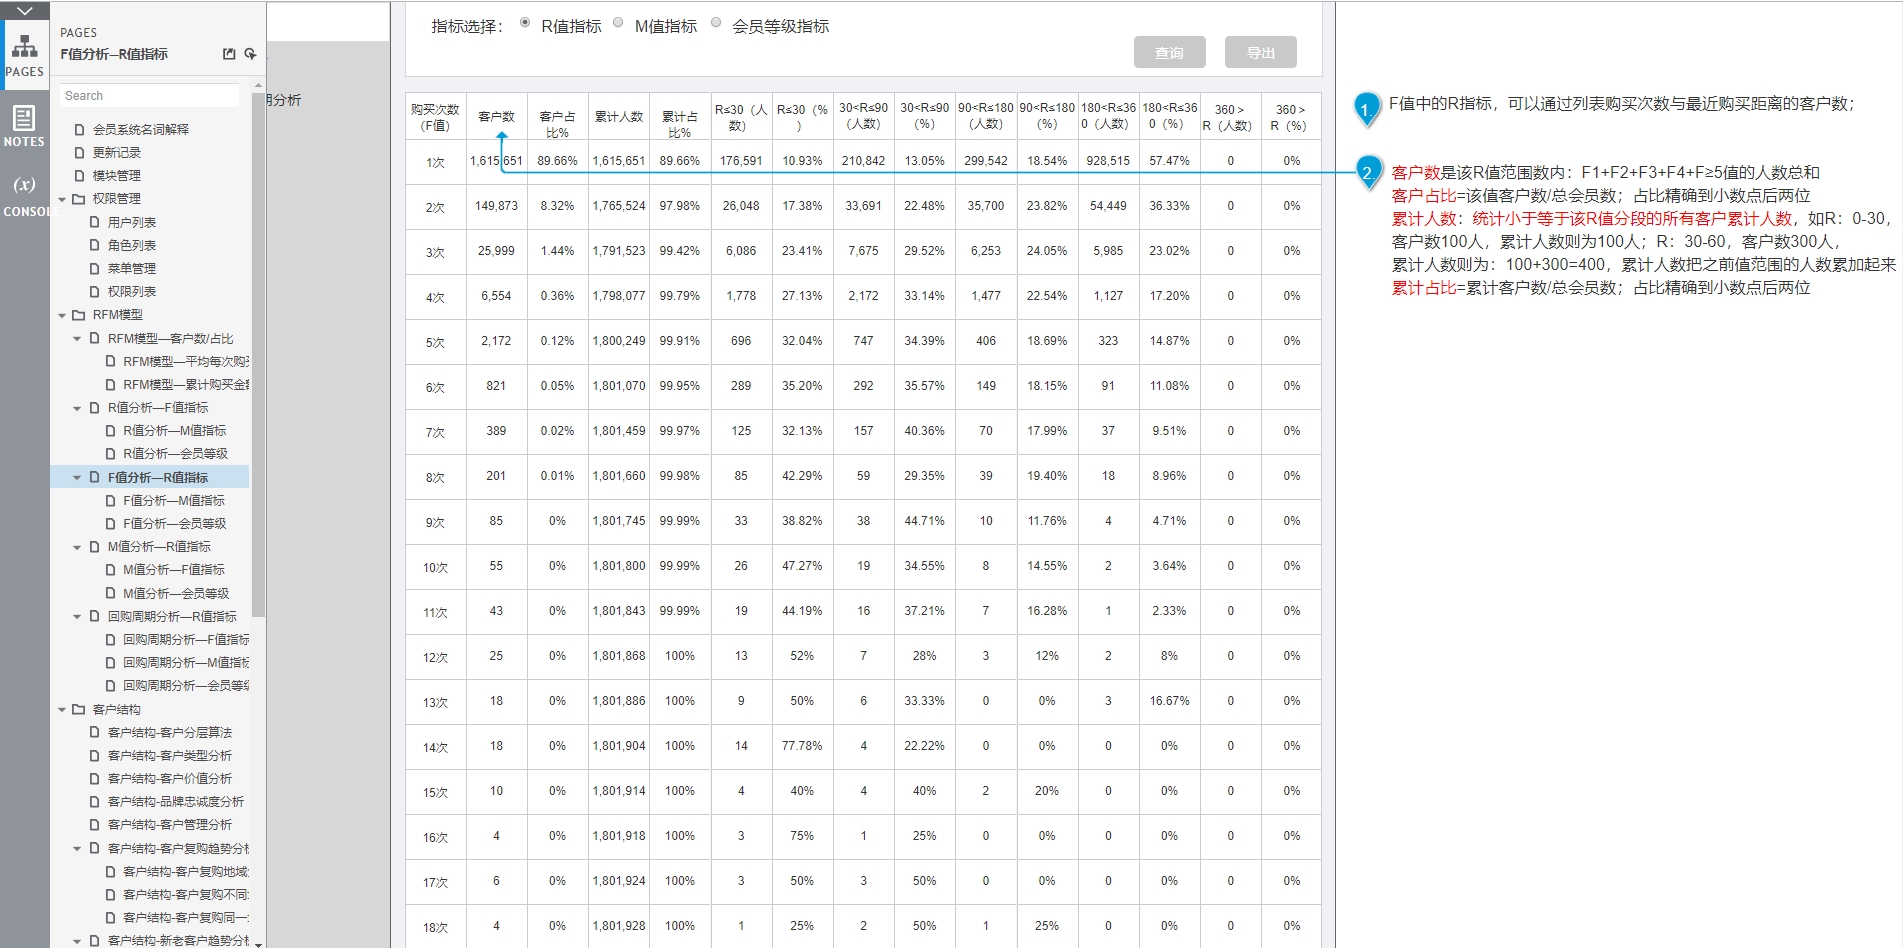 PAGES
F值分析—R值指标
PAGES
NOTES
(x)
CONSOLE
Search
会员系统名词解释
更新记录
模块管理
权限管理
用户列表
角色列表
菜单管理
权限列表
RFM模型
RFM模型—客户数/占比
RFM模型—平均每次购
RFM模型—累计购买金
R值分析—F值指标
R值分析—M值指标
R值分析—会员等级
F值分析—R值指标
F值分析—M值指标
F值分析—会员等级
M值分析—R值指标
M值分析—F值指标
M值分析—会员等级
回购周期分析—R值指标
回购周期分析—F值指标
回购周期分析—M值指标
回购周期分析—会员等
客户结构
客户结构-客户分层算法
客户结构-客户类型分析
客户结构-客户价值分析
客户结构-品牌忠诚度分析
客户结构-客户管理分析
客户结构-客户复购趋势分
客户结构-客户复购地域
客户结构-客户复购不同
客户结构-客户复购同一
客户结构-新老客户趋势分
期分析
指标选择： R值指标 M值指标 会员等级指标
查询 导出
购买次数（F值） 客户数 客户占比% 累计人数 累计占比% R≤30（人数） R≤30（%） 30<R≤90（人数） 30<R≤90（%） 90<R≤180（人数） 90<R≤180（%） 180<R≤360（人数） 180<R≤360（%） 360＞R（人数） 360＞R（%）
1次 1,615,651 89.66% 1,615,651 89.66% 176,591 10.93% 210,842 13.05% 299,542 18.54% 928,515 57.47% 0 0%
2次 149,873 8.32% 1,765,524 97.98% 26,048 17.38% 33,691 22.48% 35,700 23.82% 54,449 36.33% 0 0%
3次 25,999 1.44% 1,791,523 99.42% 6,086 23.41% 7,675 29.52% 6,253 24.05% 5,985 23.02% 0 0%
4次 6,554 0.36% 1,798,077 99.79% 1,778 27.13% 2,172 33.14% 1,477 22.54% 1,127 17.20% 0 0%
5次 2,172 0.12% 1,800,249 99.91% 696 32.04% 747 34.39% 406 18.69% 323 14.87% 0 0%
6次 821 0.05% 1,801,070 99.95% 289 35.20% 292 35.57% 149 18.15% 91 11.08% 0 0%
7次 389 0.02% 1,801,459 99.97% 125 32.13% 157 40.36% 70 17.99% 37 9.51% 0 0%
8次 201 0.01% 1,801,660 99.98% 85 42.29% 59 29.35% 39 19.40% 18 8.96% 0 0%
9次 85 0% 1,801,745 99.99% 33 38.82% 38 44.71% 10 11.76% 4 4.71% 0 0%
10次 55 0% 1,801,800 99.99% 26 47.27% 19 34.55% 8 14.55% 2 3.64% 0 0%
11次 43 0% 1,801,843 99.99% 19 44.19% 16 37.21% 7 16.28% 1 2.33% 0 0%
12次 25 0% 1,801,868 100% 13 52% 7 28% 3 12% 2 8% 0 0%
13次 18 0% 1,801,886 100% 9 50% 6 33.33% 0 0% 3 16.67% 0 0%
14次 18 0% 1,801,904 100% 14 77.78% 4 22.22% 0 0% 0 0% 0 0%
15次 10 0% 1,801,914 100% 4 40% 4 40% 2 20% 0 0% 0 0%
16次 4 0% 1,801,918 100% 3 75% 1 25% 0 0% 0 0% 0 0%
17次 6 0% 1,801,924 100% 3 50% 3 50% 0 0% 0 0% 0 0%
18次 4 0% 1,801,928 100% 1 25% 2 50% 1 25% 0 0% 0 0%
1. F值中的R指标，可以通过列表购买次数与最近购买距离的客户数；
2. 客户数是该R值范围数内：F1+F2+F3+F4+F≥5值的人数总和
客户占比=该值客户数/总会员数；占比精确到小数点后两位
累计人数：统计小于等于该R值分段的所有客户累计人数，如R：0-30，
客户数100人，累计人数则为100人；R：30-60，客户数300人，
累计人数则为：100+300=400，累计人数把之前值范围的人数累加起来
累计占比=累计客户数/总会员数；占比精确到小数点后两位